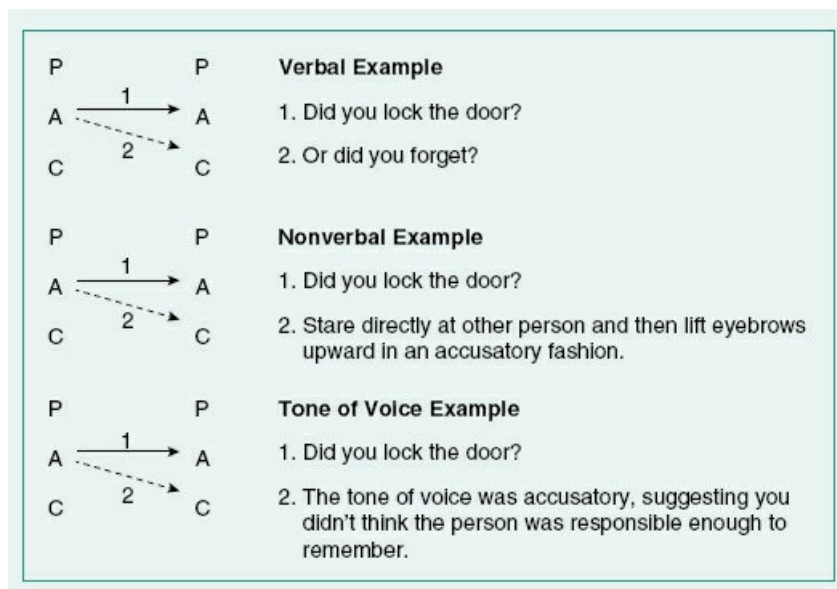 P P Verbal Example
1
A A 1. Did you lock the door?
2
C C 2. Or did you forget?
P P Nonverbal Example
1
A A 1. Did you lock the door?
2
C C 2. Stare directly at other person and then lift eyebrows
upward in an accusatory fashion.
P P Tone of Voice Example
1
A A 1. Did you lock the door?
2
C C 2. The tone of voice was accusatory, suggesting you
didn't think the person was responsible enough to
remember.